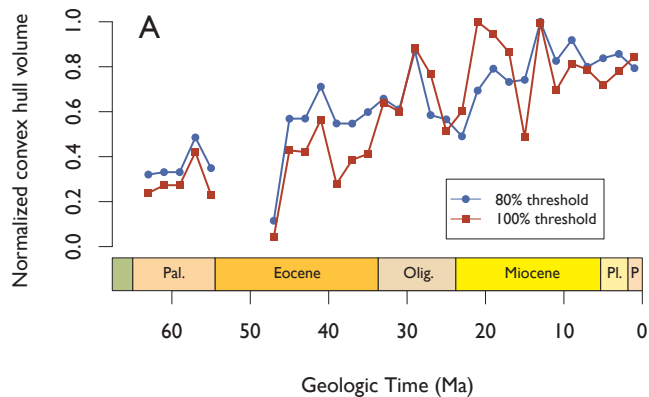 A
Normalized convex hull volume
1.0
0.8
0.6
0.4
0.2
0.0
80% threshold
100% threshold
Pal. Eocene Olig. Miocene Pl. P
60 50 40 30 20 10 0
Geologic Time (Ma)